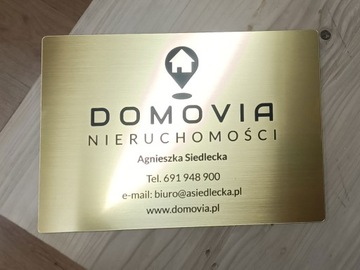 DOMOVIA
NIERUCHOMOŚCI
Agnieszka Siedlecka
Tel. 691 948 900
e-mail: biuro@asiedlecka.pl
www.domovia.pl